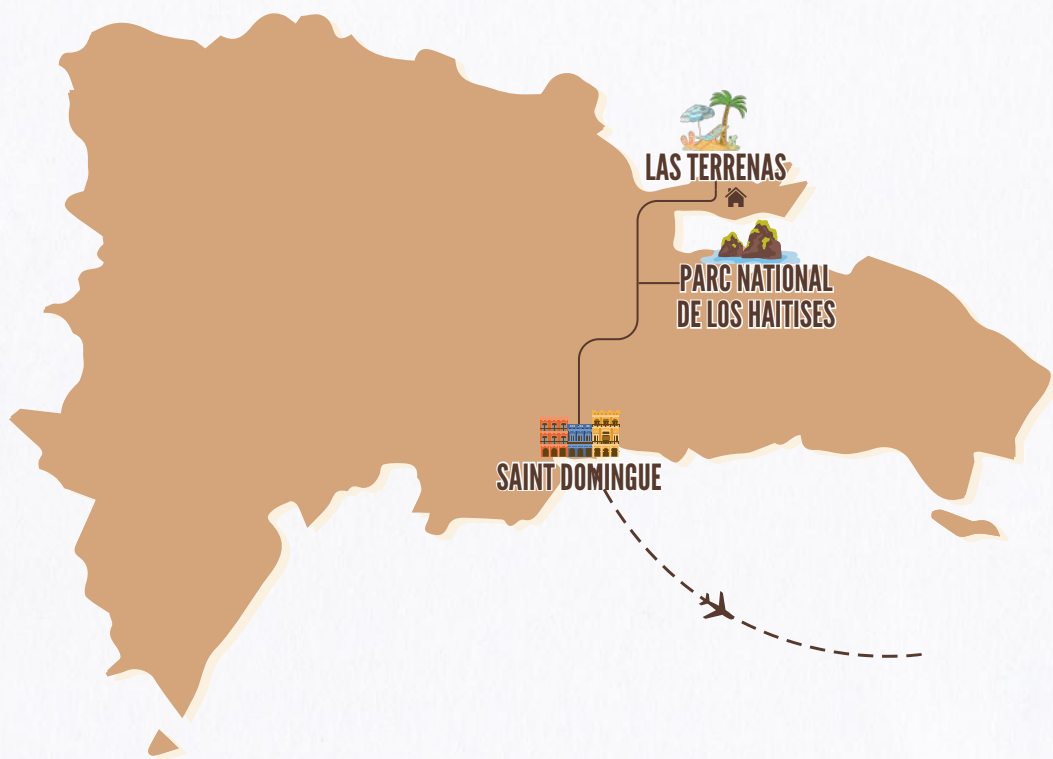 LAS TERRENAS
PARC NATIONAL
DE LOS HAITISES
SAINT DOMINGUE